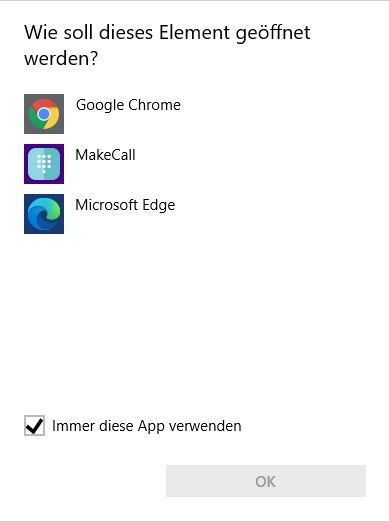 Wie soll dieses Element geöffnet
werden?
Google Chrome
MakeCall
Microsoft Edge
Immer diese App verwenden
OK